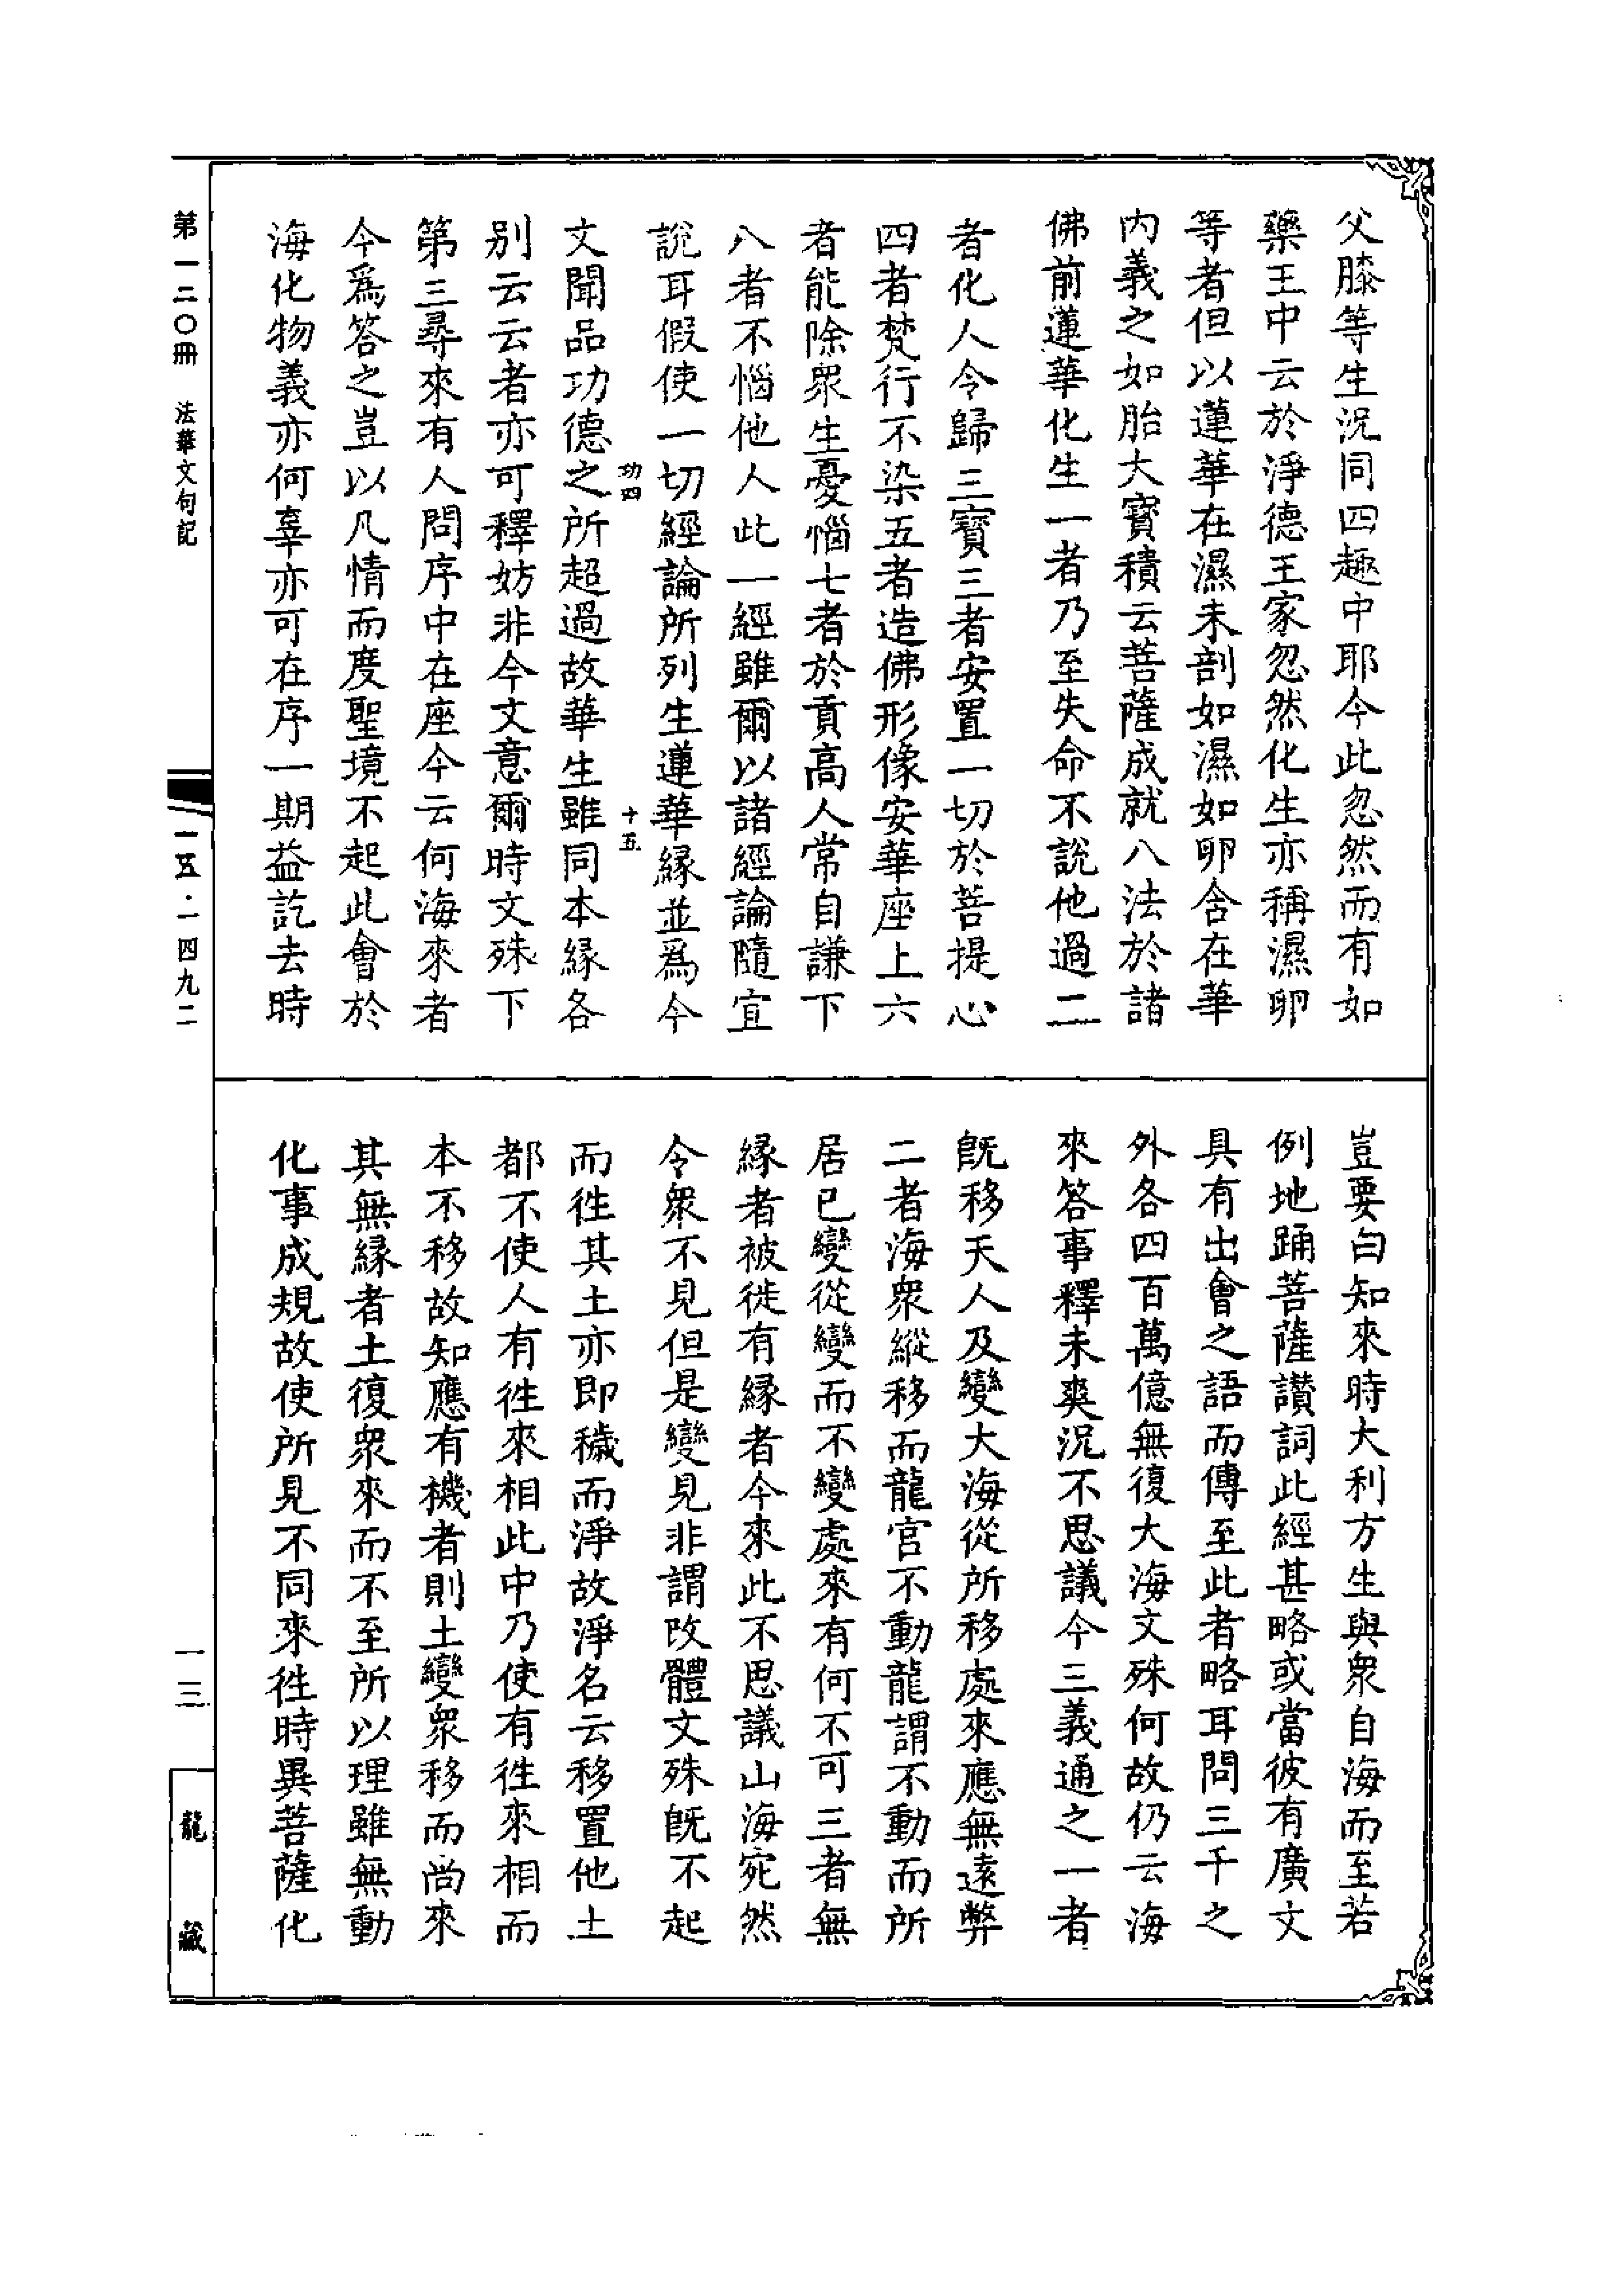 父膝等生況同四趣中耶今此忽然而有如
藥王中云於淨德王家忽然化生亦稱濕卵
等者但以蓮華在濕未剖如濕如卵含在華
内義之如胎大寶積云菩薩成就八法於諸
佛前蓮華化生一者乃至失命不說他過二
者化人令歸三寶三者安置一切於菩提心
四者梵行不染五者造佛形像安華座上六
者能除衆生憂惱七者於貢高人常自謙下
八者不惱他人此一經雖爾以諸經論隨宜
說耳假使一切經論所列生蓮華緣並爲今
功四
十五
文聞品功德之所超過故華生雖同本緣各
别云云者亦可釋妨非今文意爾時文殊下
第三尋來有人問序中在座今云何海來者
今爲答之豈以凡情而度聖境不起此會於
海化物義亦何辜亦可在序一期益訖去時
豈要白知來時大利方生與衆自海而至若
例地踊菩薩讚詞此經甚略或當彼有廣文
具有出會之語而傳至此者略耳問三千之
外各四百萬億無復大海文殊何故仍云海
來答事釋未爽況不思議今三義通之一者
旣移天人及變大海從所移處來應無遠弊
二者海衆縱移而龍宫不動龍謂不動而所
居已變從變而不變處來有何不可三者無
緣者被徙有緣者今來此不思議山海宛然
令衆不見但是變見非謂改體文殊旣不起
而徃其土亦即穢而淨故淨名云移置他土
都不使人有徃來相此中乃使有徃來相而
本不移故知應有機者則土變衆移而尚來
其無緣者土復衆來而不至所以理雖無動
化事成規故使所見不同來徃時異菩薩化
第一二〇冊 法華文句記
一五·一四九二
一三
龍藏